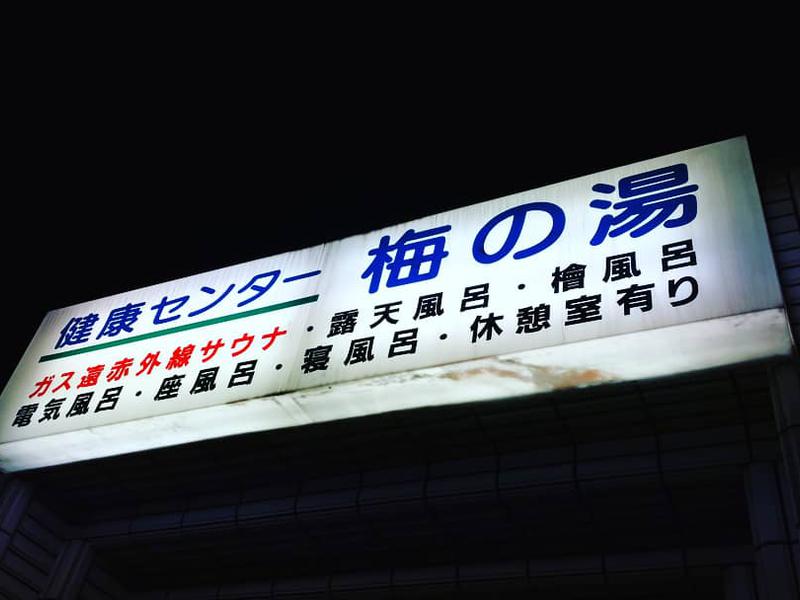 健康センター 梅の湯
ガス遠赤外線サウナ・露天風呂・檜風呂
電気風呂・座風呂・寝風呂・休憩室有り